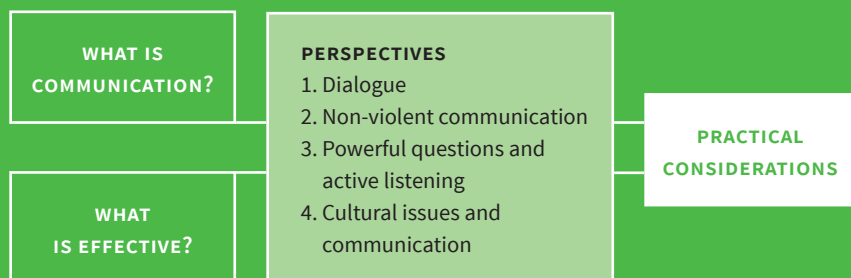 WHAT IS
COMMUNICATION?
WHAT
IS EFFECTIVE?
PERSPECTIVES
1. Dialogue
2. Non-violent communication
3. Powerful questions and
active listening
4. Cultural issues and
communication
PRACTICAL
CONSIDERATIONS